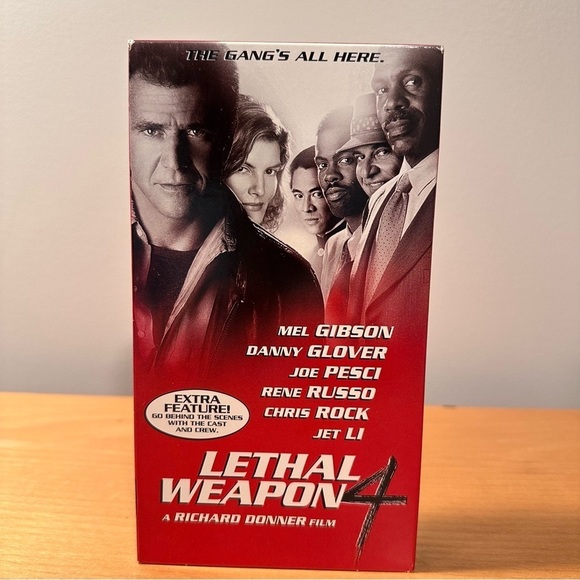 THE GANG'S ALL HERE.
MEL GIBSON
DANNY GLOVER
JOE PESCI
RENE RUSSO
CHRIS ROCK
JET LI
EXTRA
FEATURE!
GO BEHIND THE SCENES
WITH THE CAST
AND CREW.
LETHAL
WEAPON 4
A RICHARD DONNER FILM